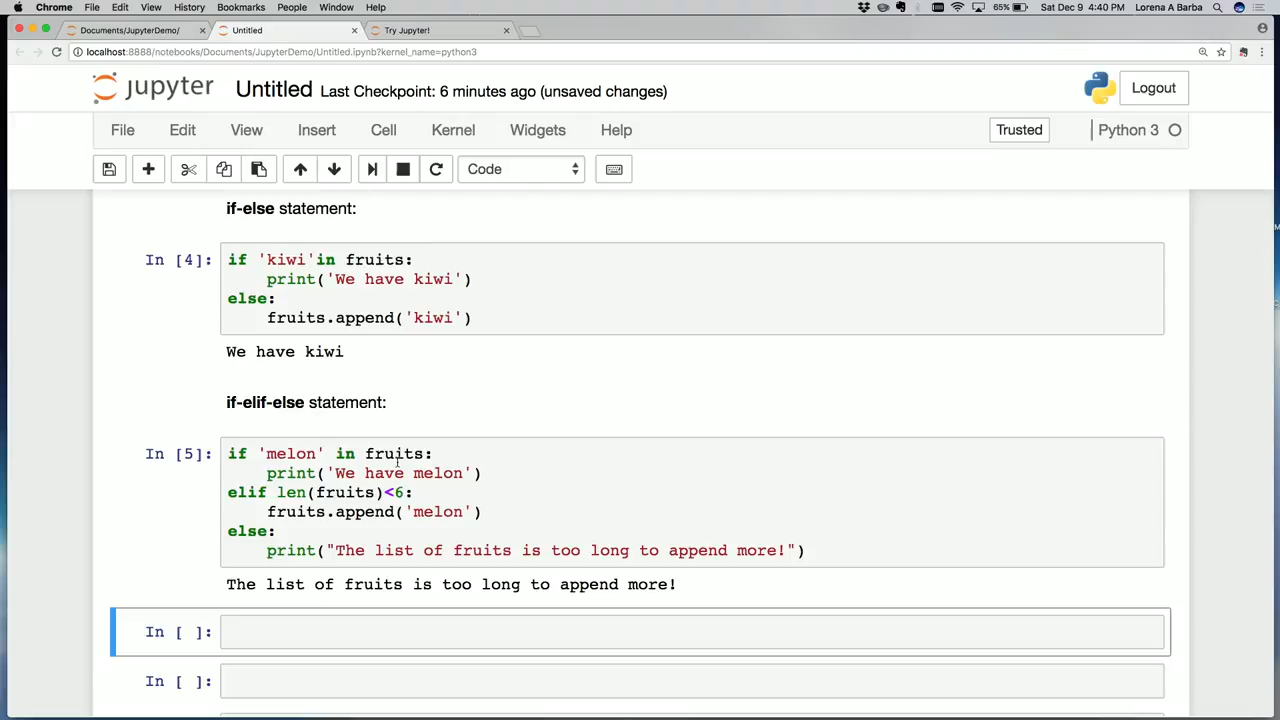 Chrome File Edit View History Bookmarks People Window Help 65% Sat Dec 9 4:40 PM Lorena A Barba
Documents/JupyterDemo/ Untitled Try Jupyter!
localhost:8888/notebooks/Documents/JupyterDemo/Untitled.ipynb?kernel_name=python3
jupyter Untitled Last Checkpoint: 6 minutes ago (unsaved changes) Logout
File Edit View Insert Cell Kernel Widgets Help Trusted Python 3
Code
if-else statement:
In [4]: if 'kiwi'in fruits:
print('We have kiwi')
else:
fruits.append('kiwi')
We have kiwi
if-elif-else statement:
In [5]: if 'melon' in fruits:
print('We have melon')
elif len(fruits)<6:
fruits.append('melon')
else:
print("The list of fruits is too long to append more!")
The list of fruits is too long to append more!
In [ ]:
In [ ]: